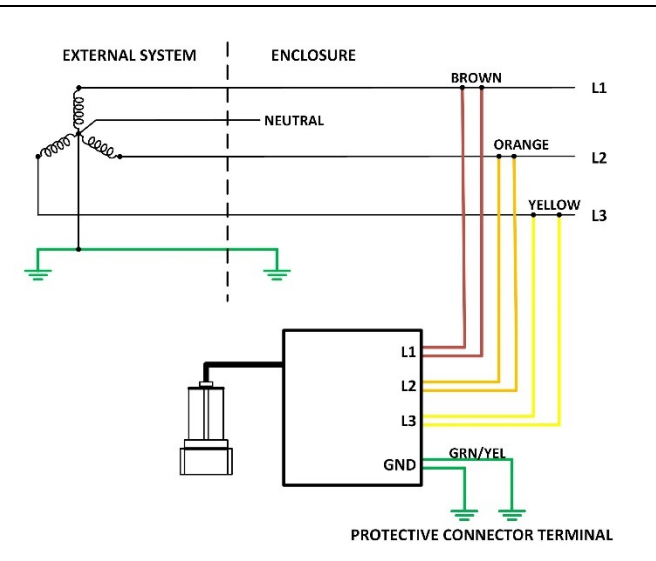 EXTERNAL SYSTEM
ENCLOSURE
BROWN
L1
NEUTRAL
ORANGE
L2
YELLOW
L3
L1
L2
L3
GRN/YEL
GND
PROTECTIVE CONNECTOR TERMINAL